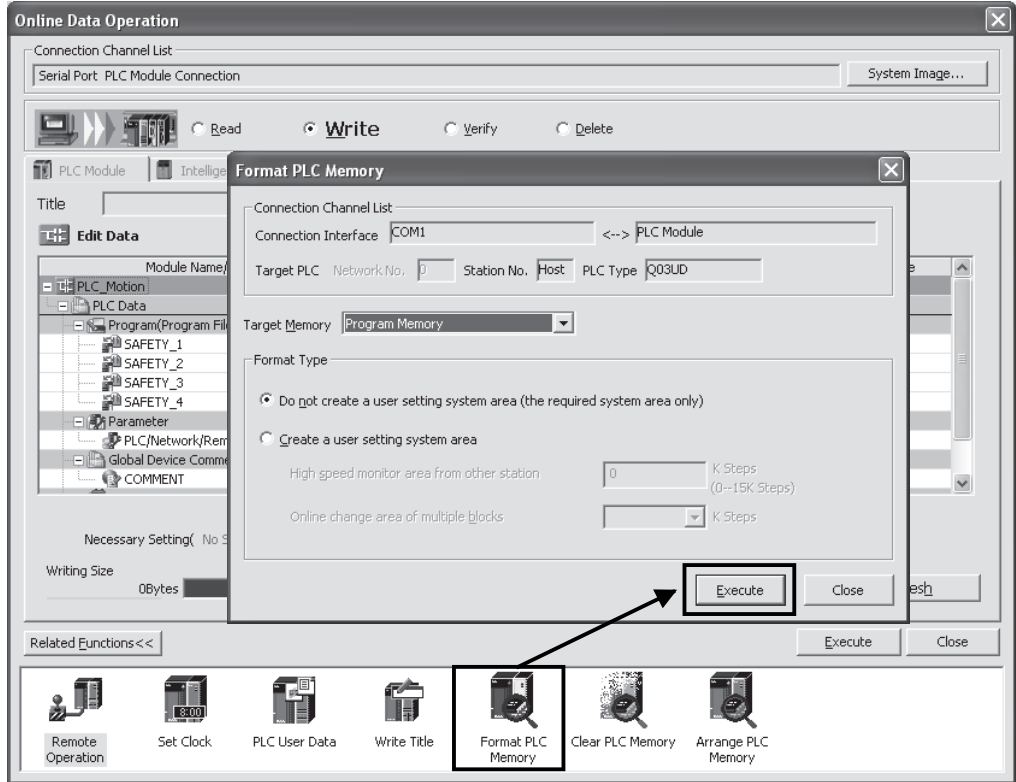 Online Data Operation
Connection Channel List
Serial Port PLC Module Connection
System Image...
Read
Write
Verify
Delete
PLC Module
Title
Edit Data
Module Name/
PLC_Motion
PLC Data
Program(Program Fil
SAFETY_1
SAFETY_2
SAFETY_3
SAFETY_4
Parameter
PLC/Network/Rem
Global Device Comme
COMMENT
Necessary Setting( No S
Writing Size
0Bytes
Format PLC Memory
Connection Channel List
Connection Interface COM1 <--> PLC Module
Target PLC Network No. 0 Station No. Host PLC Type Q03UD
Target Memory Program Memory
Format Type
Do not create a user setting system area (the required system area only)
Create a user setting system area
High speed monitor area from other station 0 K Steps
(0--15K Steps)
Online change area of multiple blocks K Steps
Execute
Close
Related Functions<<
Execute
Close
8:00
Remote
Operation
Set Clock
PLC User Data
Write Title
Format PLC
Memory
Clear PLC Memory
Arrange PLC
Memory